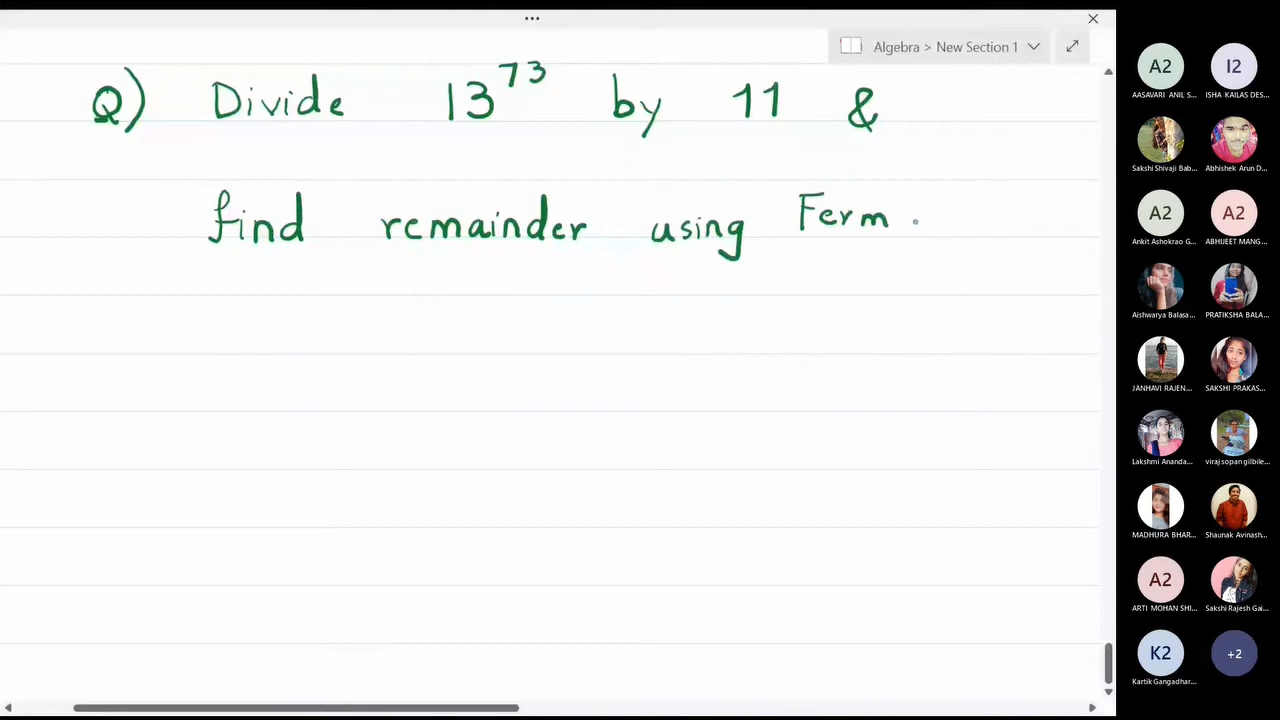 ...
Algebra > New Section 1
Q) Divide 13^73 by 11 &
find remainder using Ferm
A2
I2
AASAVARI ANIL S...
ISHA KAILAS DES...
Sakshi Shivaji Bab...
Abhishek Arun D...
A2
A2
Ankit Ashokrao G...
ABHIJEET MANG...
Aishwarya Balasa...
PRATIKSHA BALA...
JANHAVI RAJEN...
SAKSHI PRAKAS...
Lakshmi Ananda...
viraj sopan gilbile...
MADHURA BHAR...
Shaunak Avinash...
A2
ARTI MOHAN SHI...
Sakshi Rajesh Gai...
K2
+2
Kartik Gangadhar...